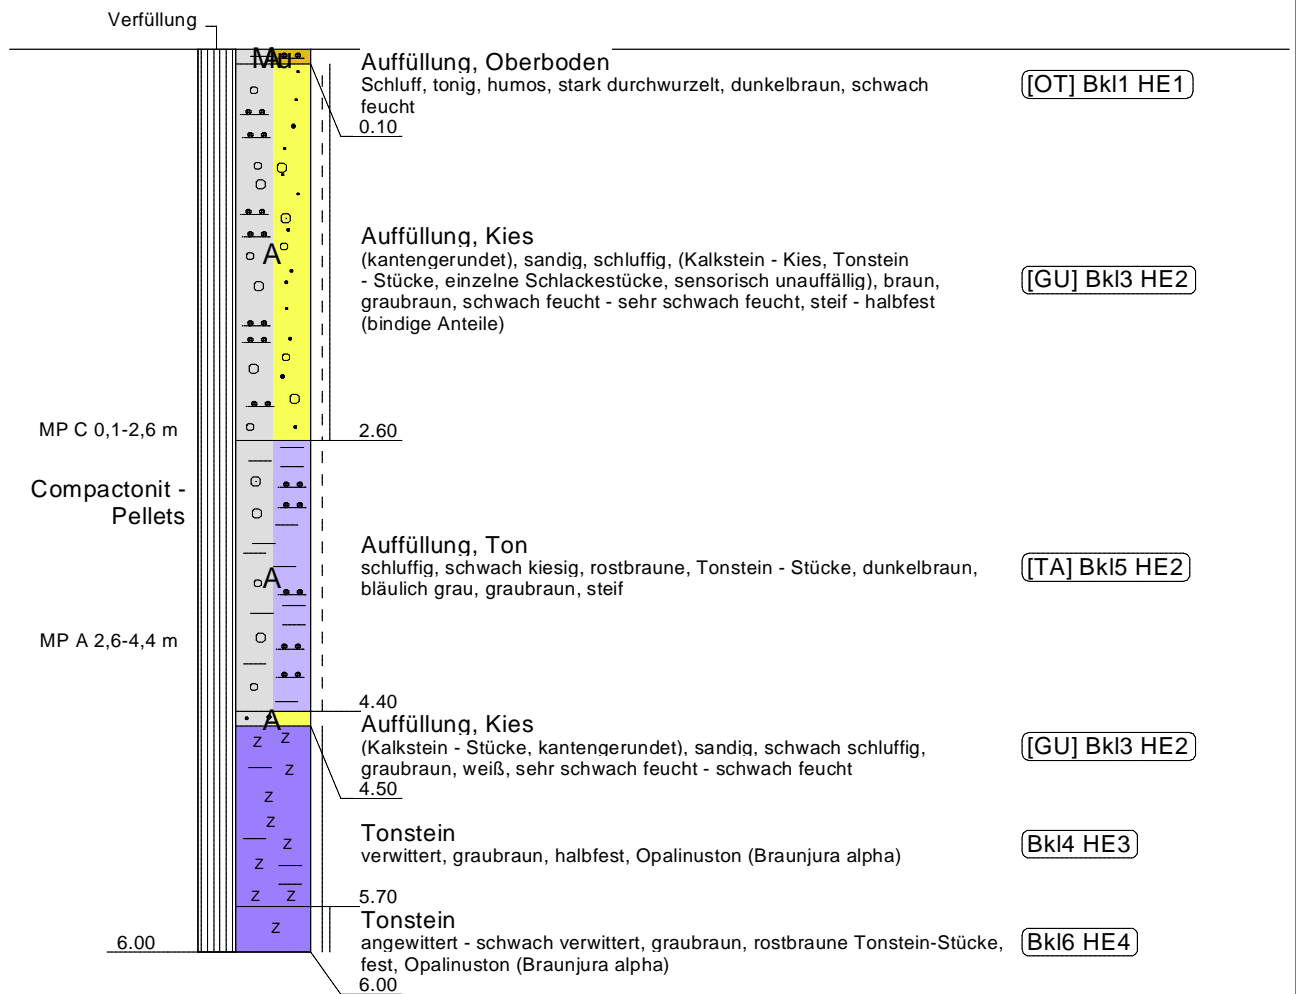 Verfüllung
Mu
A
Auffüllung, Oberboden
Schluff, tonig, humos, stark durchwurzelt, dunkelbraun, schwach
feucht
0.10
[OT] Bkl1 HE1
A
Auffüllung, Kies
(kantengerundet), sandig, schluffig, (Kalkstein - Kies, Tonstein
- Stücke, einzelne Schlackestücke, sensorisch unauffällig), braun,
graubraun, schwach feucht - sehr schwach feucht, steif - halbfest
(bindige Anteile)
[GU] Bkl3 HE2
MP C 0,1-2,6 m
2.60
Compactonit -
Pellets
A
Auffüllung, Ton
schluffig, schwach kiesig, rostbraune, Tonstein - Stücke, dunkelbraun,
bläulich grau, graubraun, steif
[TA] Bkl5 HE2
MP A 2,6-4,4 m
4.40
A
Auffüllung, Kies
(Kalkstein - Stücke, kantengerundet), sandig, schwach schluffig,
graubraun, weiß, sehr schwach feucht - schwach feucht
4.50
[GU] Bkl3 HE2
Z Z
Z
Z
Z
Z
Z
Z Z
Tonstein
verwittert, graubraun, halbfest, Opalinuston (Braunjura alpha)
5.70
Bkl4 HE3
Z
Tonstein
angewittert - schwach verwittert, graubraun, rostbraune Tonstein-Stücke,
fest, Opalinuston (Braunjura alpha)
6.00
Bkl6 HE4
6.00